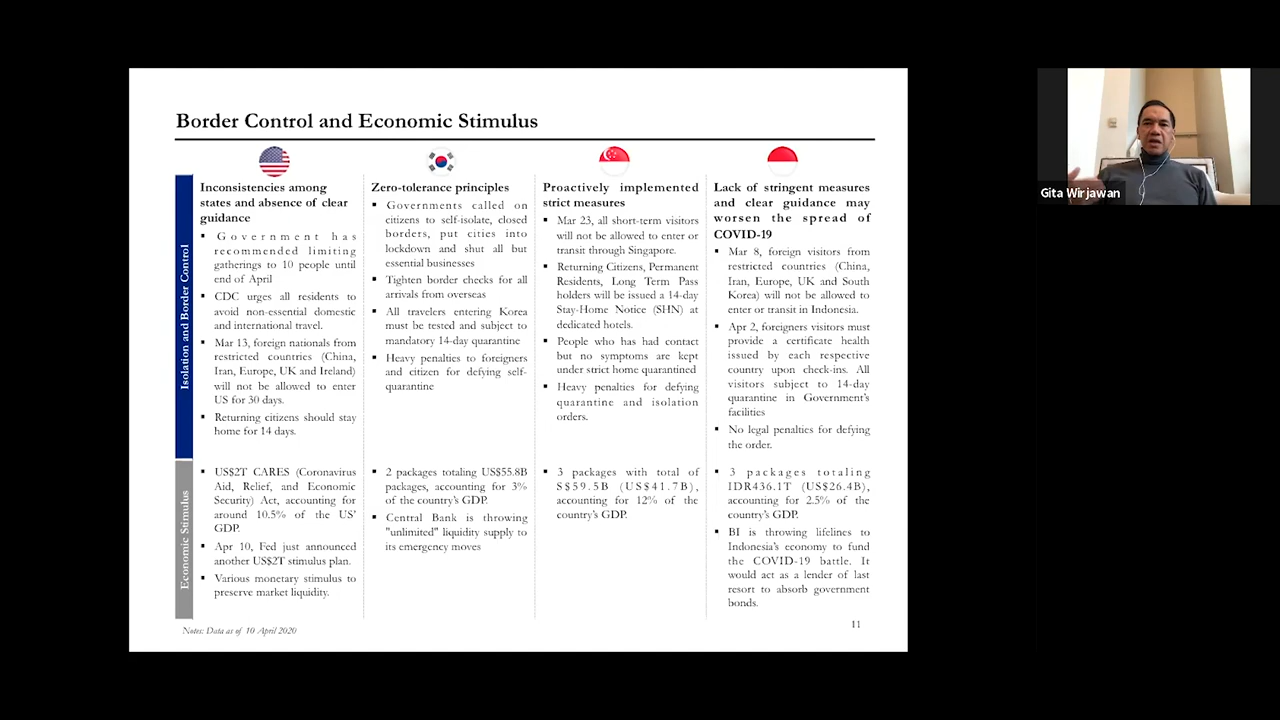 Border Control and Economic Stimulus
Isolation and Border Control
Inconsistencies among
states and absence of clear
guidance
▪ Government has
recommended limiting
gatherings to 10 people until
end of April
▪ CDC urges all residents to
avoid non-essential domestic
and international travel.
▪ Mar 13, foreign nationals from
restricted countries (China,
Iran, Europe, UK and Ireland)
will not be allowed to enter
US for 30 days.
▪ Returning citizens should stay
home for 14 days.
Zero-tolerance principles
▪ Governments called on
citizens to self-isolate, closed
borders, put cities into
lockdown and shut all but
essential businesses
▪ Tighten border checks for all
arrivals from overseas
▪ All travelers entering Korea
must be tested and subject to
mandatory 14-day quarantine
▪ Heavy penalties to foreigners
and citizen for defying self-
quarantine
Proactively implemented
strict measures
▪ Mar 23, all short-term visitors
will not be allowed to enter or
transit through Singapore.
▪ Returning Citizens, Permanent
Residents, Long Term Pass
holders will be issued a 14-day
Stay-Home Notice (SHN) at
dedicated hotels.
▪ People who has had contact
but no symptoms are kept
under strict home quarantined
▪ Heavy penalties for defying
quarantine and isolation
orders.
Lack of stringent measures
and clear guidance may
worsen the spread of
COVID-19
▪ Mar 8, foreign visitors from
restricted countries (China,
Iran, Europe, UK and South
Korea) will not be allowed to
enter or transit in Indonesia.
▪ Apr 2, foreigners visitors must
provide a certificate health
issued by each respective
country upon check-ins. All
visitors subject to 14-day
quarantine in Government's
facilities
▪ No legal penalties for defying
the order.
Economic Stimulus
▪ US$2T CARES (Coronavirus
Aid, Relief, and Economic
Security) Act, accounting for
around 10.5% of the US'
GDP.
▪ Apr 10, Fed just announced
another US$2T stimulus plan.
▪ Various monetary stimulus to
preserve market liquidity.
▪ 2 packages totaling US$55.8B
packages, accounting for 3%
of the country's GDP.
▪ Central Bank is throwing
"unlimited" liquidity supply to
its emergency moves
▪ 3 packages with total of
S$59.5B (US$41.7B),
accounting for 12% of the
country's GDP.
▪ 3 packages totaling
IDR436.1T (US$26.4B),
accounting for 2.5% of the
country's GDP.
▪ BI is throwing lifelines to
Indonesia's economy to fund
the COVID-19 battle. It
would act as a lender of last
resort to absorb government
bonds.
Notes: Data as of 10 April 2020
11
Gita Wirjawan